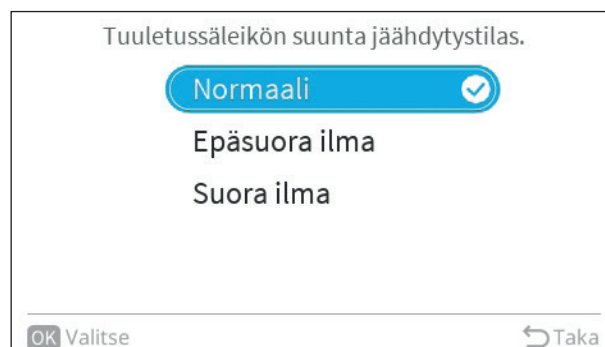 Tuuletussäleikön suunta jäähdytystilas.
Normaali
Epäsuora ilma
Suora ilma
OK Valitse
Taka